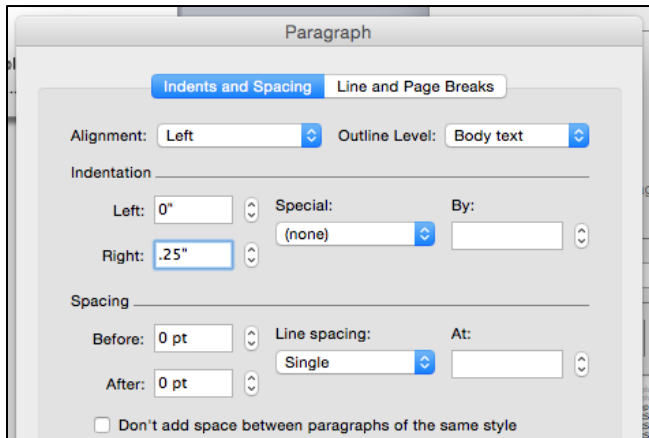 Paragraph
Indents and Spacing Line and Page Breaks
Alignment: Left Outline Level: Body text
Indentation
Left: 0" Special: By:
(none)
Right: .25"
Spacing
Before: 0 pt Line spacing: At:
Single
After: 0 pt
Don't add space between paragraphs of the same style